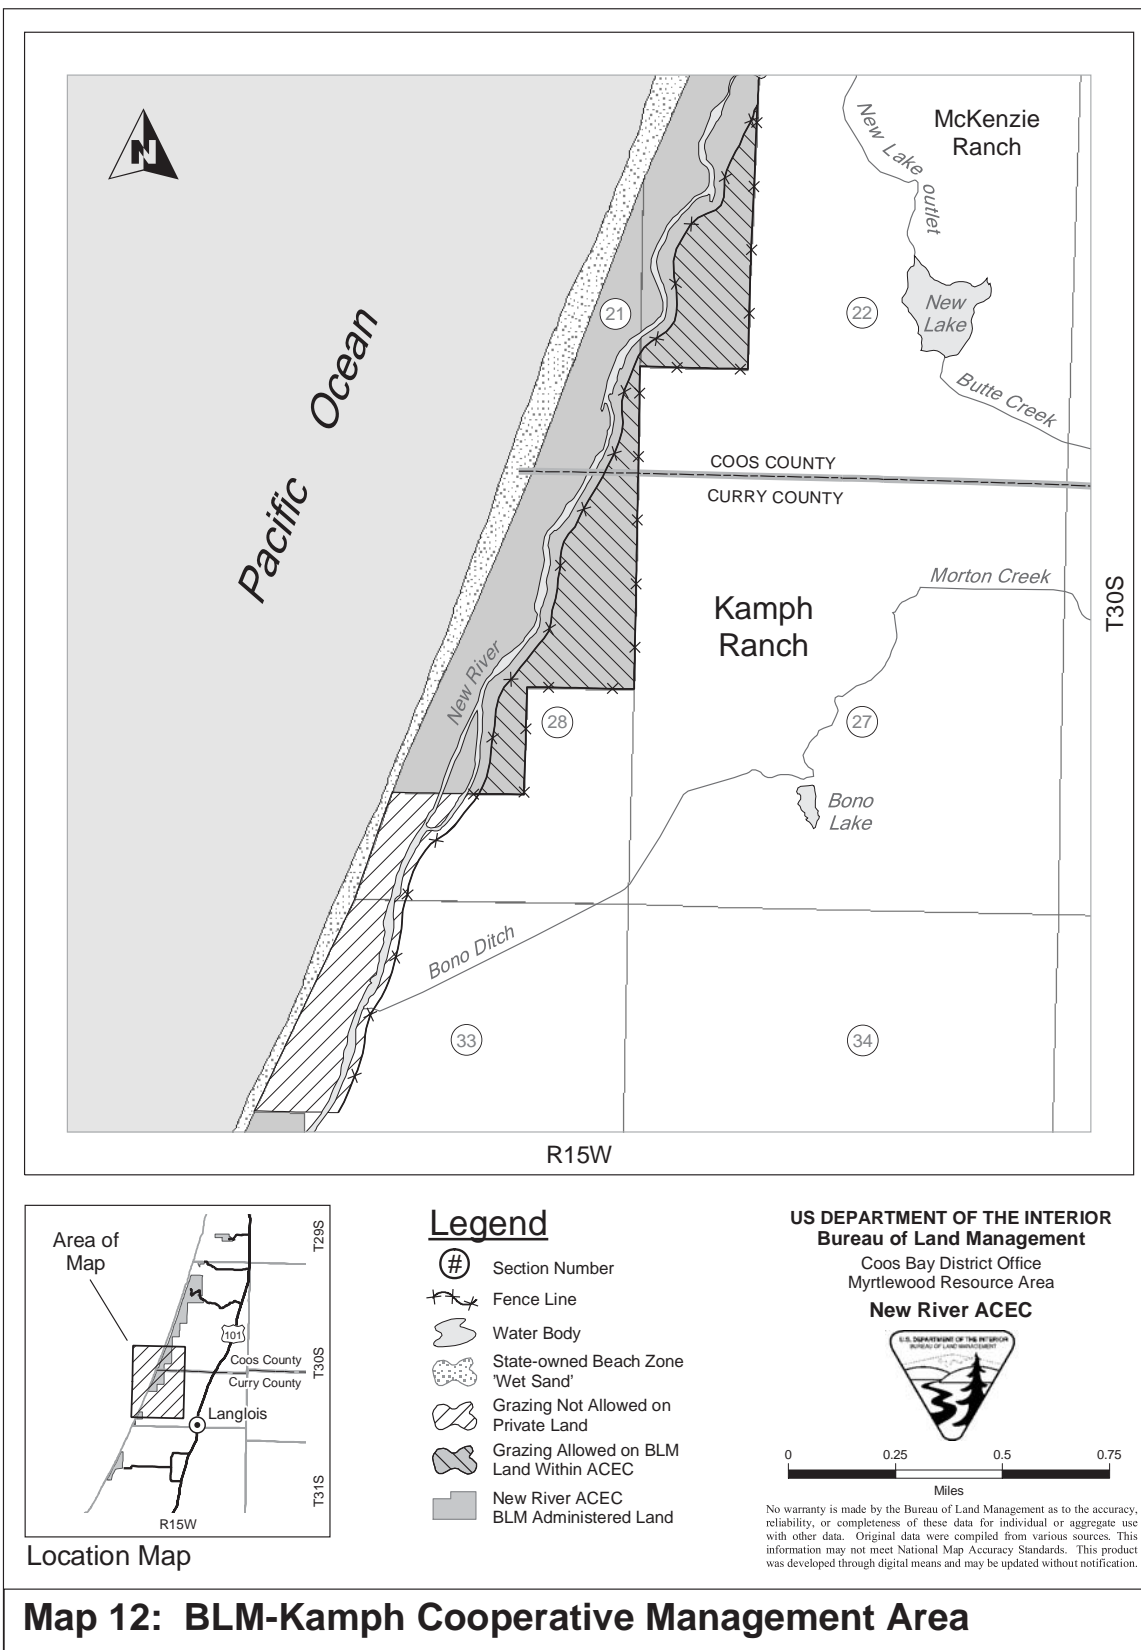 N
McKenzie
Ranch
New Lake outlet
New
Lake
21
22
Pacific Ocean
Butte Creek
COOS COUNTY
CURRY COUNTY
Morton Creek
T30S
Kamph
Ranch
New River
28
27
Bono
Lake
Bono Ditch
33
34
R15W
Area of
Map
T29S
101
Coos County
Curry County
T30S
Langlois
T31S
R15W
Location Map
Legend
# Section Number
Fence Line
Water Body
State-owned Beach Zone
'Wet Sand'
Grazing Not Allowed on
Private Land
Grazing Allowed on BLM
Land Within ACEC
New River ACEC
BLM Administered Land
US DEPARTMENT OF THE INTERIOR
Bureau of Land Management
Coos Bay District Office
Myrtlewood Resource Area
New River ACEC
U.S. DEPARTMENT OF THE INTERIOR
BUREAU OF LAND MANAGEMENT
0 0.25 0.5 0.75
Miles
No warranty is made by the Bureau of Land Management as to the accuracy,
reliability, or completeness of these data for individual or aggregate use
with other data. Original data were compiled from various sources. This
information may not meet National Map Accuracy Standards. This product
was developed through digital means and may be updated without notification.
Map 12: BLM-Kamph Cooperative Management Area